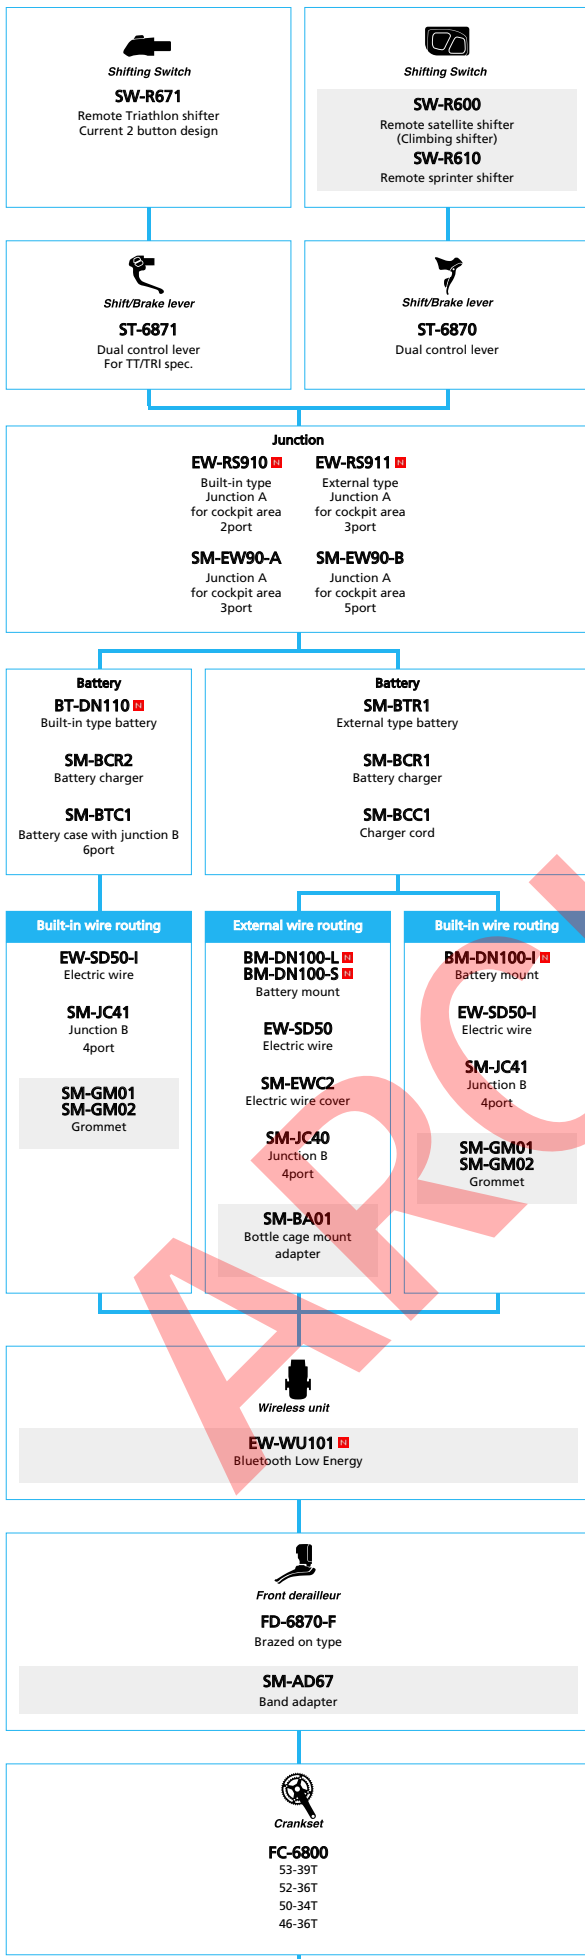 Shifting Switch
SW-R671
Remote Triathlon shifter
Current 2 button design
Shifting Switch
SW-R600
Remote satellite shifter
(Climbing shifter)
SW-R610
Remote sprinter shifter
Shift/Brake lever
ST-6871
Dual control lever
For TT/TRI spec.
Shift/Brake lever
ST-6870
Dual control lever
Junction
EW-RS910 N
Built-in type
Junction A
for cockpit area
2port
EW-RS911 N
External type
Junction A
for cockpit area
3port
SM-EW90-A
Junction A
for cockpit area
3port
SM-EW90-B
Junction A
for cockpit area
5port
Battery
BT-DN110 N
Built-in type battery
SM-BCR2
Battery charger
SM-BTC1
Battery case with junction B
6port
Battery
SM-BTR1
External type battery
SM-BCR1
Battery charger
SM-BCC1
Charger cord
Built-in wire routing
EW-SD50-I
Electric wire
SM-JC41
Junction B
4port
SM-GM01
SM-GM02
Grommet
External wire routing
BM-DN100-L N
BM-DN100-S N
Battery mount
EW-SD50
Electric wire
SM-EWC2
Electric wire cover
SM-JC40
Junction B
4port
SM-BA01
Bottle cage mount
adapter
Built-in wire routing
BM-DN100-I N
Battery mount
EW-SD50-I
Electric wire
SM-JC41
Junction B
4port
SM-GM01
SM-GM02
Grommet
Wireless unit
EW-WU101 N
Bluetooth Low Energy
Front derailleur
FD-6870-F
Brazed on type
SM-AD67
Band adapter
Crankset
FC-6800
53-39T
52-36T
50-34T
46-36T